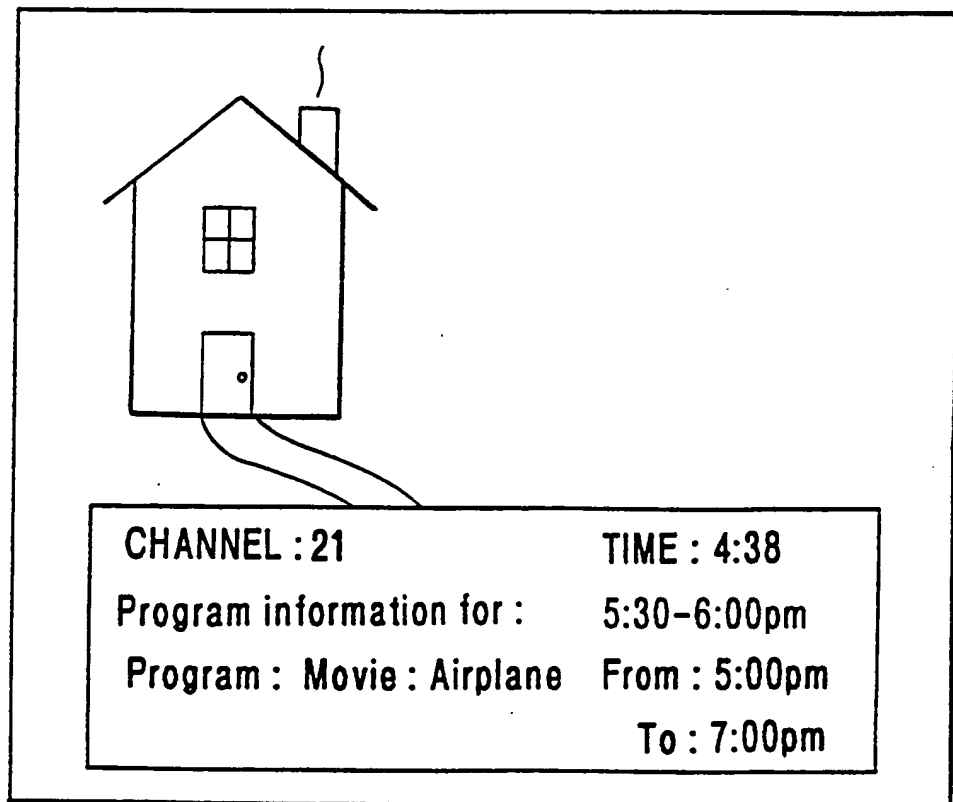 CHANNEL : 21 TIME : 4:38
Program information for : 5:30-6:00pm
Program : Movie : Airplane From : 5:00pm
To : 7:00pm